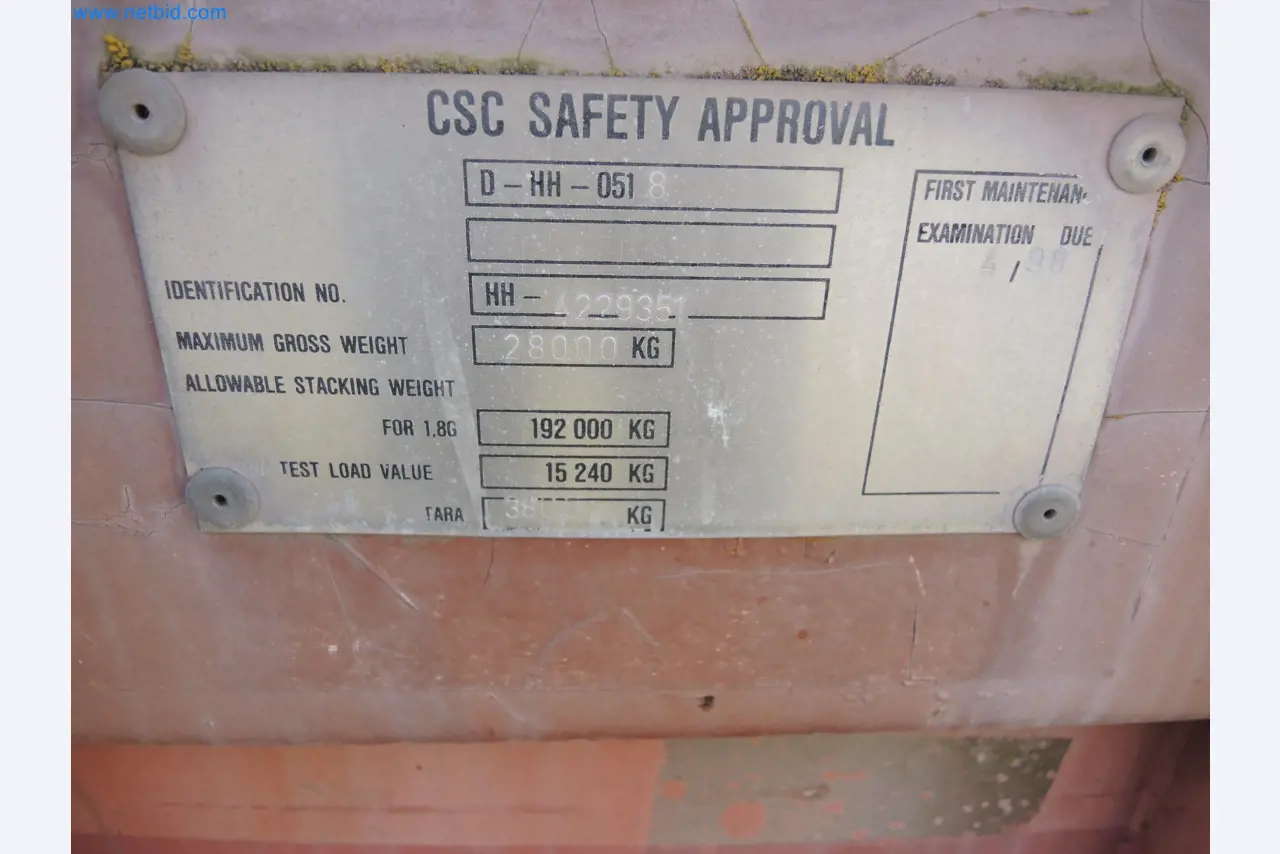 www.netbid.com
CSC SAFETY APPROVAL
D-HH-0518
IDENTIFICATION NO. HH-4229351
MAXIMUM GROSS WEIGHT 28000 KG
ALLOWABLE STACKING WEIGHT
FOR 1,8G 192 000 KG
TEST LOAD VALUE 15 240 KG
TARA KG
FIRST MAINTENAN
EXAMINATION DUE
4 / 98